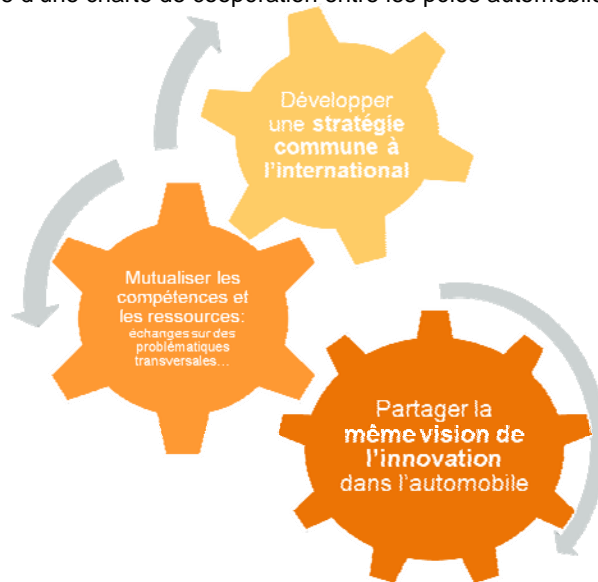 d'une charte de coopération entre les pôles automobile
Développer
une stratégie
commune à
l'international
Mutualiser les
compétences et
les ressources:
échanges sur des
problématiques
transversales...
Partager la
même vision de
l'innovation
dans l'automobile